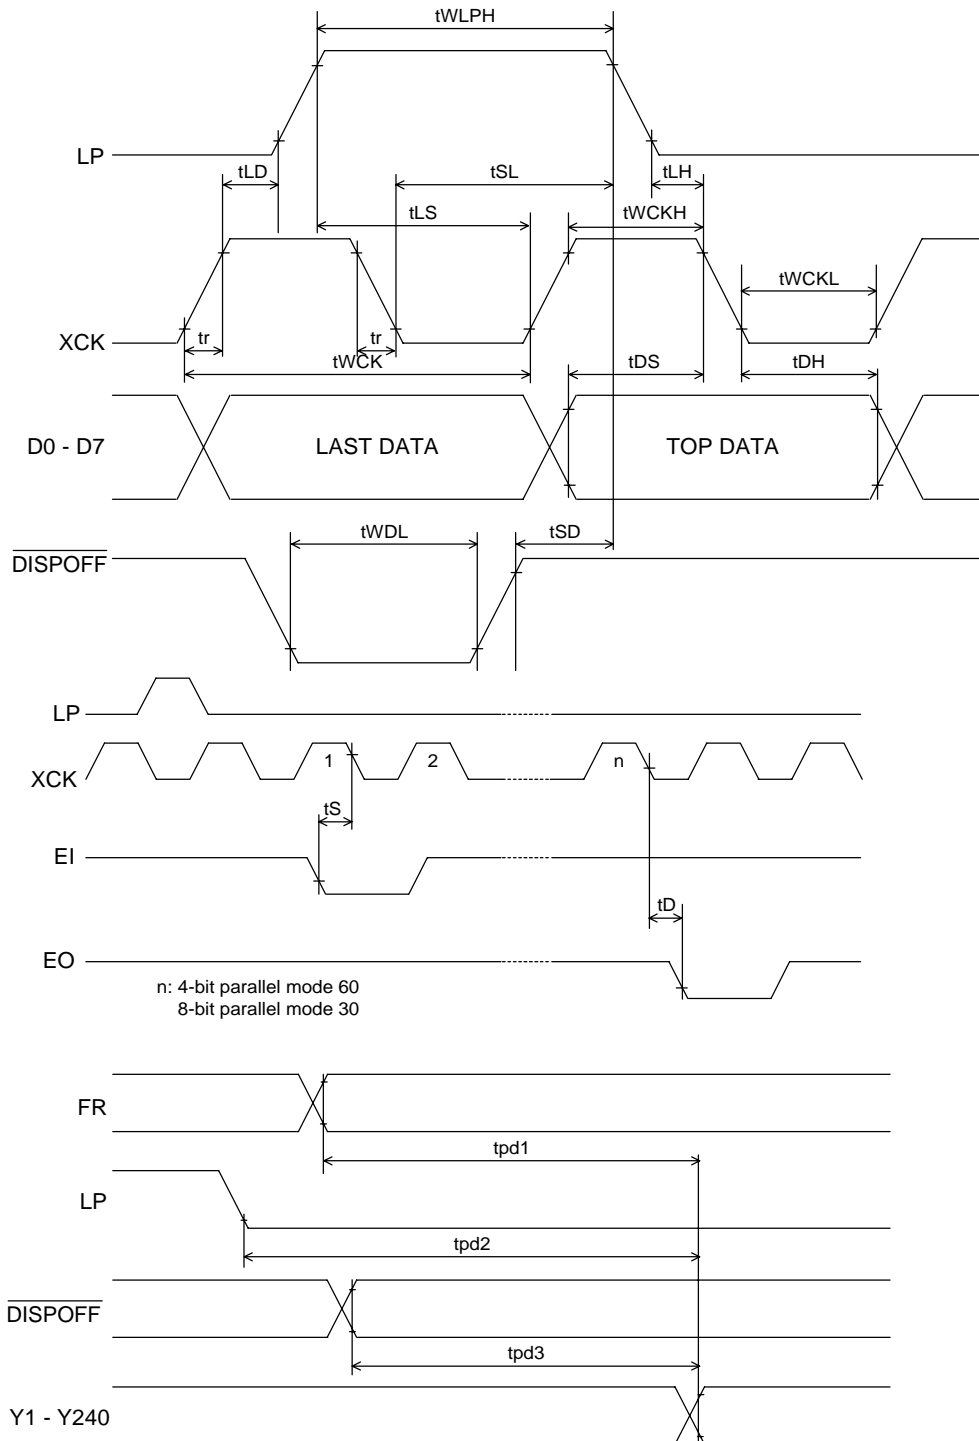 tWLPH
LP
tLD
tSL
tLH
tLS
tWCKH
tWCKL
XCK
tr
tr
tWCK
tDS
tDH
D0 - D7
LAST DATA
TOP DATA
tWDL
tSD
DISPOFF
LP
XCK
1
2
n
tS
EI
tD
EO
n: 4-bit parallel mode 60
8-bit parallel mode 30
FR
tpd1
LP
tpd2
DISPOFF
tpd3
Y1 - Y240